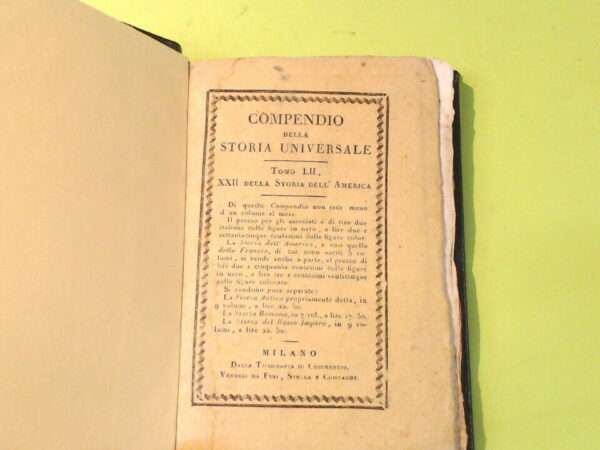 COMPENDIO
DELLA
STORIA UNIVERSALE
TOMO LII,
XXII DELLA STORIA DELL'AMERICA
Di questo Compendio non esce meno
d'un volume al mese.
Il prezzo per gli associati è di lire due
italiane colle figure in nero, e lire due e
settantacinque centesimi colle figure color.
La Storia dell'America, e così quella
della Francia, di cui sono usciti 5 vo-
lumi, si vende anche a parte, al prezzo di
lire due e cinquanta centesimi colle figure
in nero, e lire tre e centesimi venticinque
colle figure colorate.
Si vendono pure separate:
La Storia Antica propriamente detta, in
9 volumi, a lire 22. 50.
La Storia Romana, in 7 vol., a lire 17. 50.
La Storia del Basso Impero, in 9 vo-
lumi, a lire 22. 50.
MILANO
DALLA TIPOGRAFIA DI COMMERCIO.
VERRI DA FUSI, STELLA E COMPAGNI.